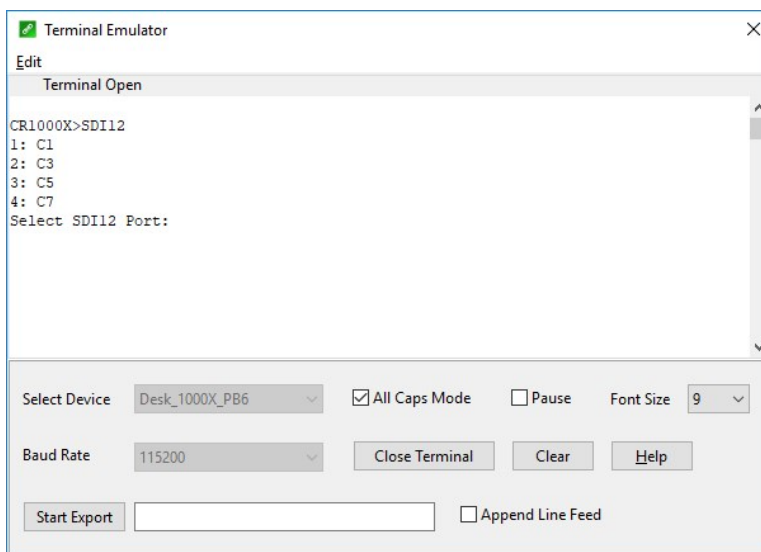 Terminal Emulator
Edit
Terminal Open
CR1000X>SDI12
1: C1
2: C3
3: C5
4: C7
Select SDI12 Port:
Select Device Desk_1000X_PB6 All Caps Mode Pause Font Size 9
Baud Rate 115200 Close Terminal Clear Help
Start Export Append Line Feed